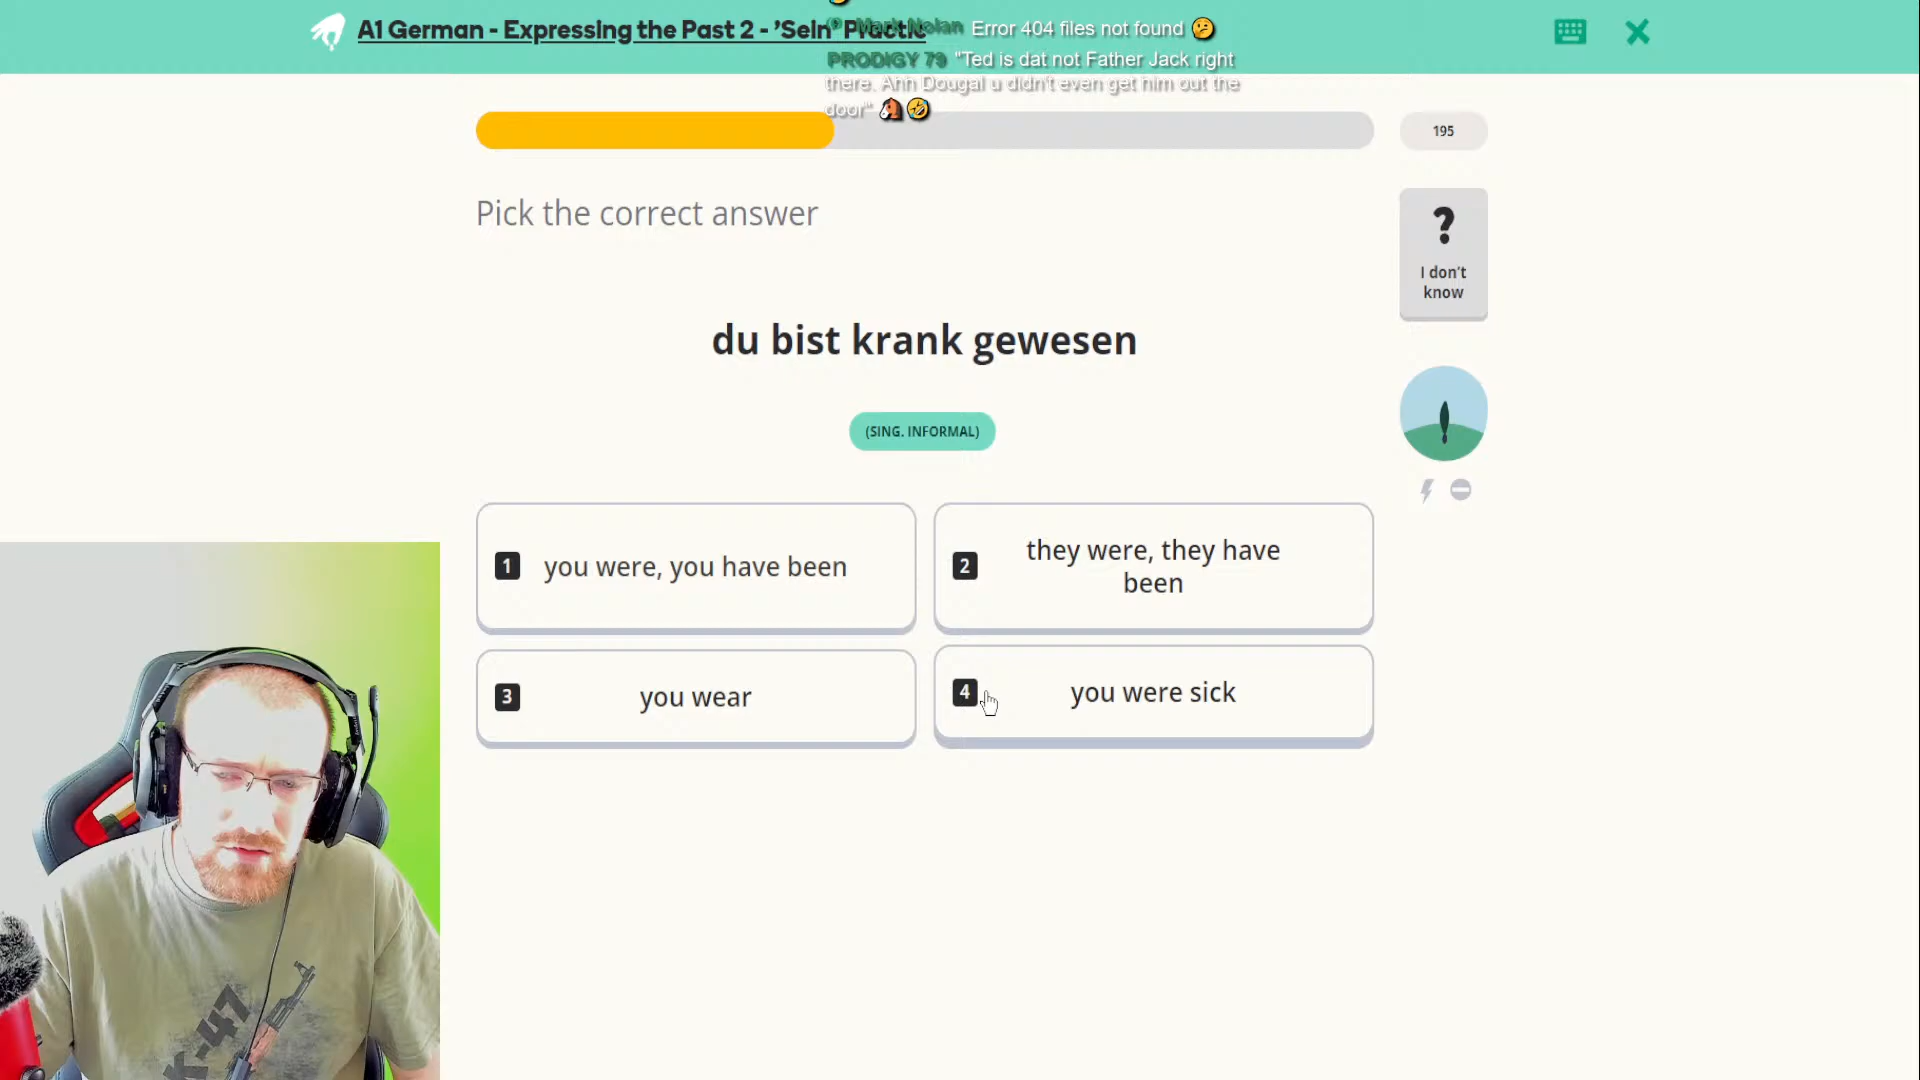 A1 German - Expressing the Past 2 - 'Sein' Practic
Mark Nolan Error 404 files not found
PRODIGY 79 "Ted is dat not Father Jack right
there. Ahh Dougal u didn't even get him out the
door"
195
Pick the correct answer
?
I don't
know
du bist krank gewesen
(SING. INFORMAL)
1 you were, you have been
2 they were, they have
been
3 you wear
4 you were sick
K-47